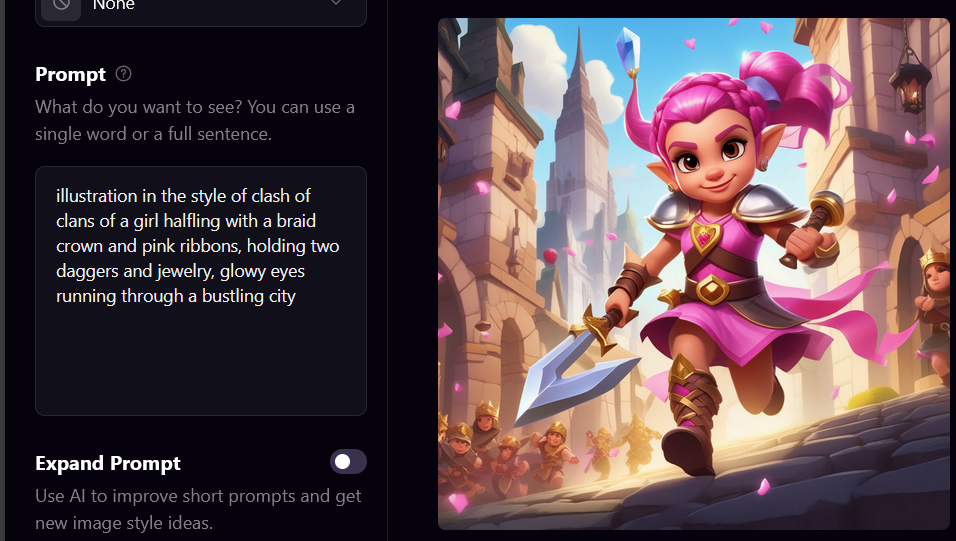 None
Prompt ?
What do you want to see? You can use a
single word or a full sentence.
illustration in the style of clash of
clans of a girl halfling with a braid
crown and pink ribbons, holding two
daggers and jewelry, glowy eyes
running through a bustling city
Expand Prompt
Use AI to improve short prompts and get
new image style ideas.